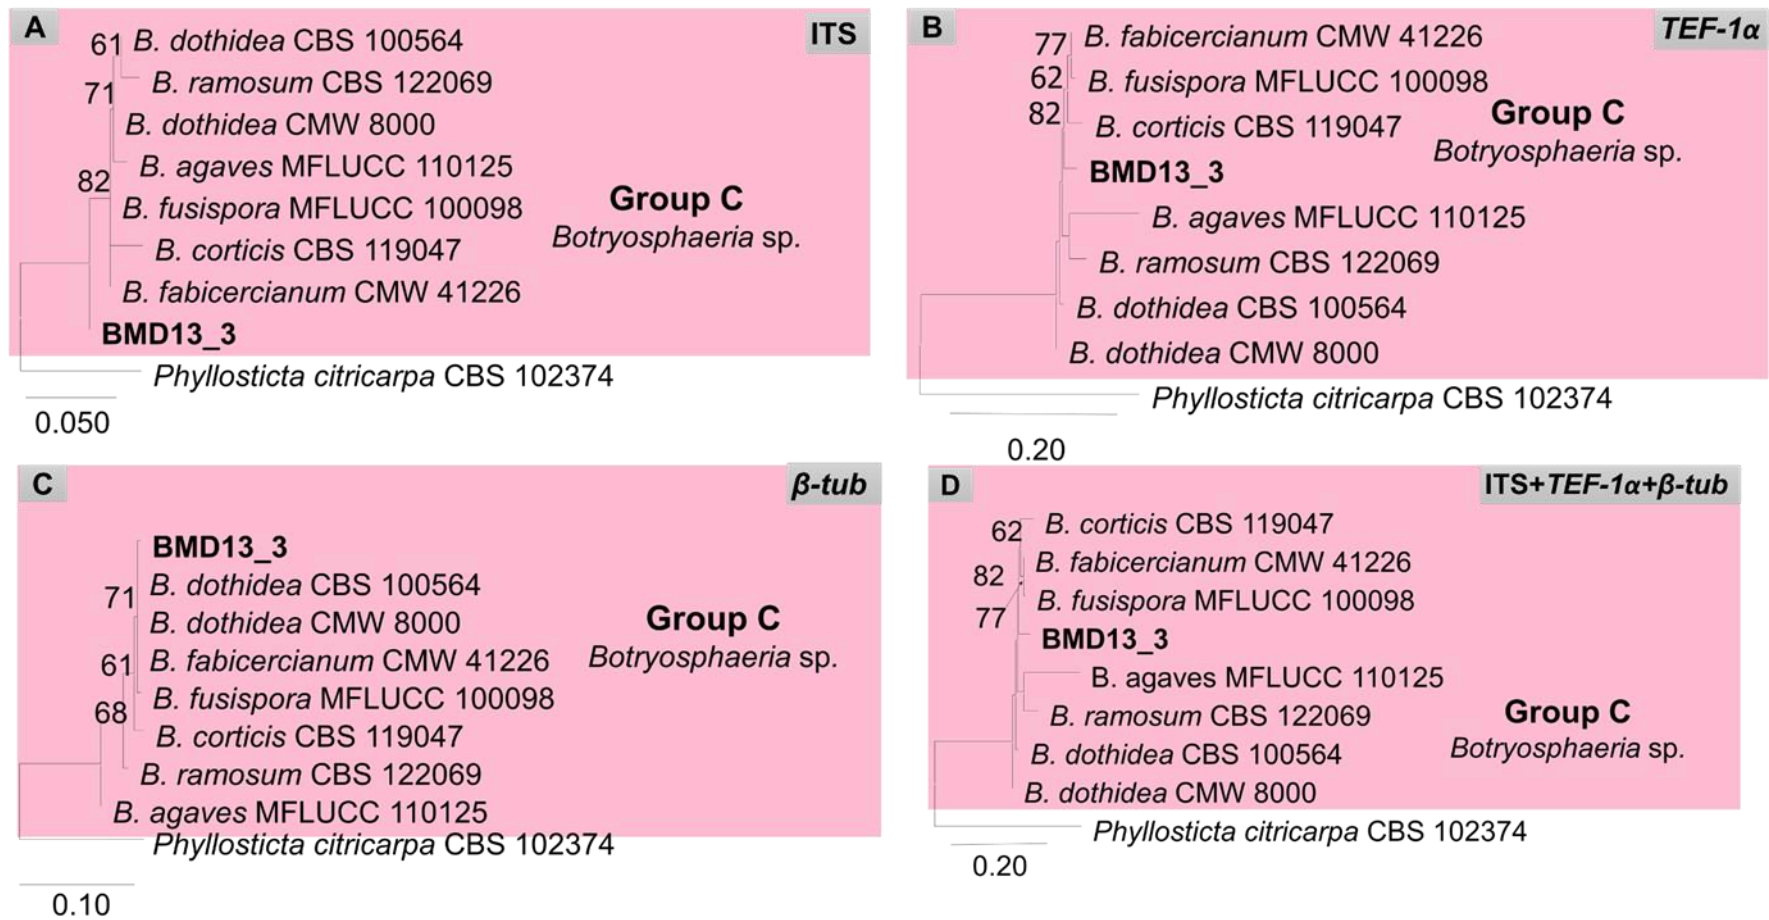 A
ITS
61
B. dothidea CBS 100564
B. ramosum CBS 122069
71
B. dothidea CMW 8000
B. agaves MFLUCC 110125
82
B. fusispora MFLUCC 100098
Group C
Botryosphaeria sp.
B. corticis CBS 119047
B. fabicercianum CMW 41226
BMD13_3
Phyllosticta citricarpa CBS 102374
0.050
B
TEF-1α
77
B. fabicercianum CMW 41226
62
B. fusispora MFLUCC 100098
82
B. corticis CBS 119047
Group C
Botryosphaeria sp.
BMD13_3
B. agaves MFLUCC 110125
B. ramosum CBS 122069
B. dothidea CBS 100564
B. dothidea CMW 8000
Phyllosticta citricarpa CBS 102374
0.20
C
β-tub
BMD13_3
B. dothidea CBS 100564
71
B. dothidea CMW 8000
Group C
Botryosphaeria sp.
61
B. fabicercianum CMW 41226
B. fusispora MFLUCC 100098
68
B. corticis CBS 119047
B. ramosum CBS 122069
B. agaves MFLUCC 110125
Phyllosticta citricarpa CBS 102374
0.10
D
ITS+TEF-1α+β-tub
62
B. corticis CBS 119047
B. fabicercianum CMW 41226
82
B. fusispora MFLUCC 100098
77
BMD13_3
B. agaves MFLUCC 110125
B. ramosum CBS 122069
Group C
Botryosphaeria sp.
B. dothidea CBS 100564
B. dothidea CMW 8000
Phyllosticta citricarpa CBS 102374
0.20